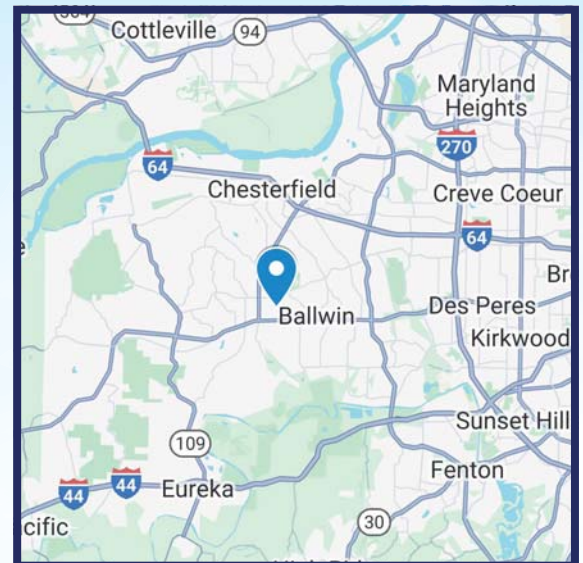 Cottleville
94
Maryland
Heights
270
64
Chesterfield
Creve Coeur
64
Ballwin
Des Peres
Kirkwood
Sunset Hill
109
Fenton
44
44
Eureka
cific
30